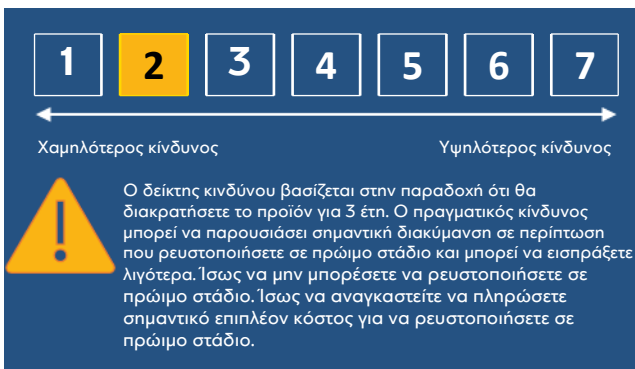 1 2 3 4 5 6 7
Χαμηλότερος κίνδυνος Υψηλότερος κίνδυνος
Ο δείκτης κινδύνου βασίζεται στην παραδοχή ότι θα
διακρατήσετε το προϊόν για 3 έτη. Ο πραγματικός κίνδυνος
μπορεί να παρουσιάσει σημαντική διακύμανση σε περίπτωση
που ρευστοποιήσετε σε πρώιμο στάδιο και μπορεί να εισπράξετε
λιγότερα. Ίσως να μην μπορέσετε να ρευστοποιήσετε σε
πρώιμο στάδιο. Ίσως να αναγκαστείτε να πληρώσετε
σημαντικό επιπλέον κόστος για να ρευστοποιήσετε σε
πρώιμο στάδιο.